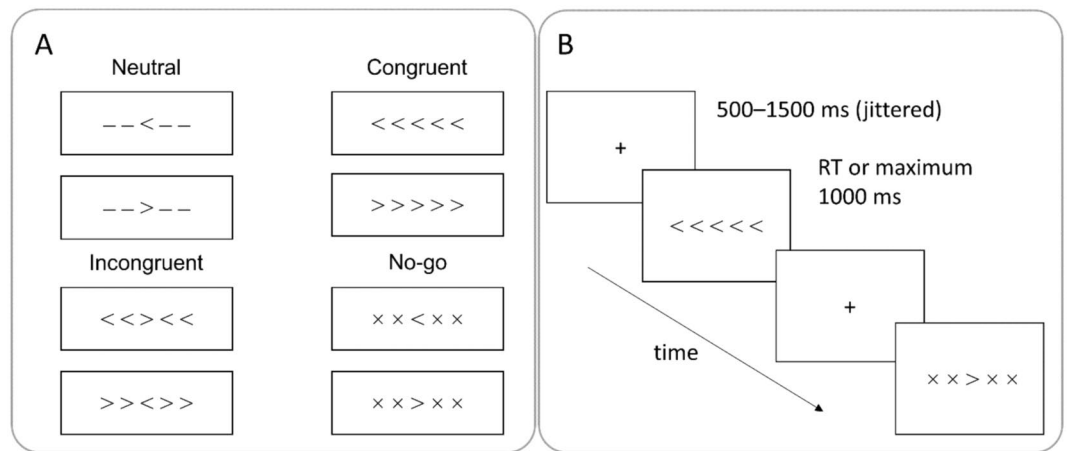 A
Neutral
— — < — —
— — > — —
Congruent
< < < < <
> > > > >
Incongruent
< < > < <
> > < > >
No-go
× × < × ×
× × > × ×
B
+
500–1500 ms (jittered)
< < < < <
RT or maximum
1000 ms
+
× × > × ×
time